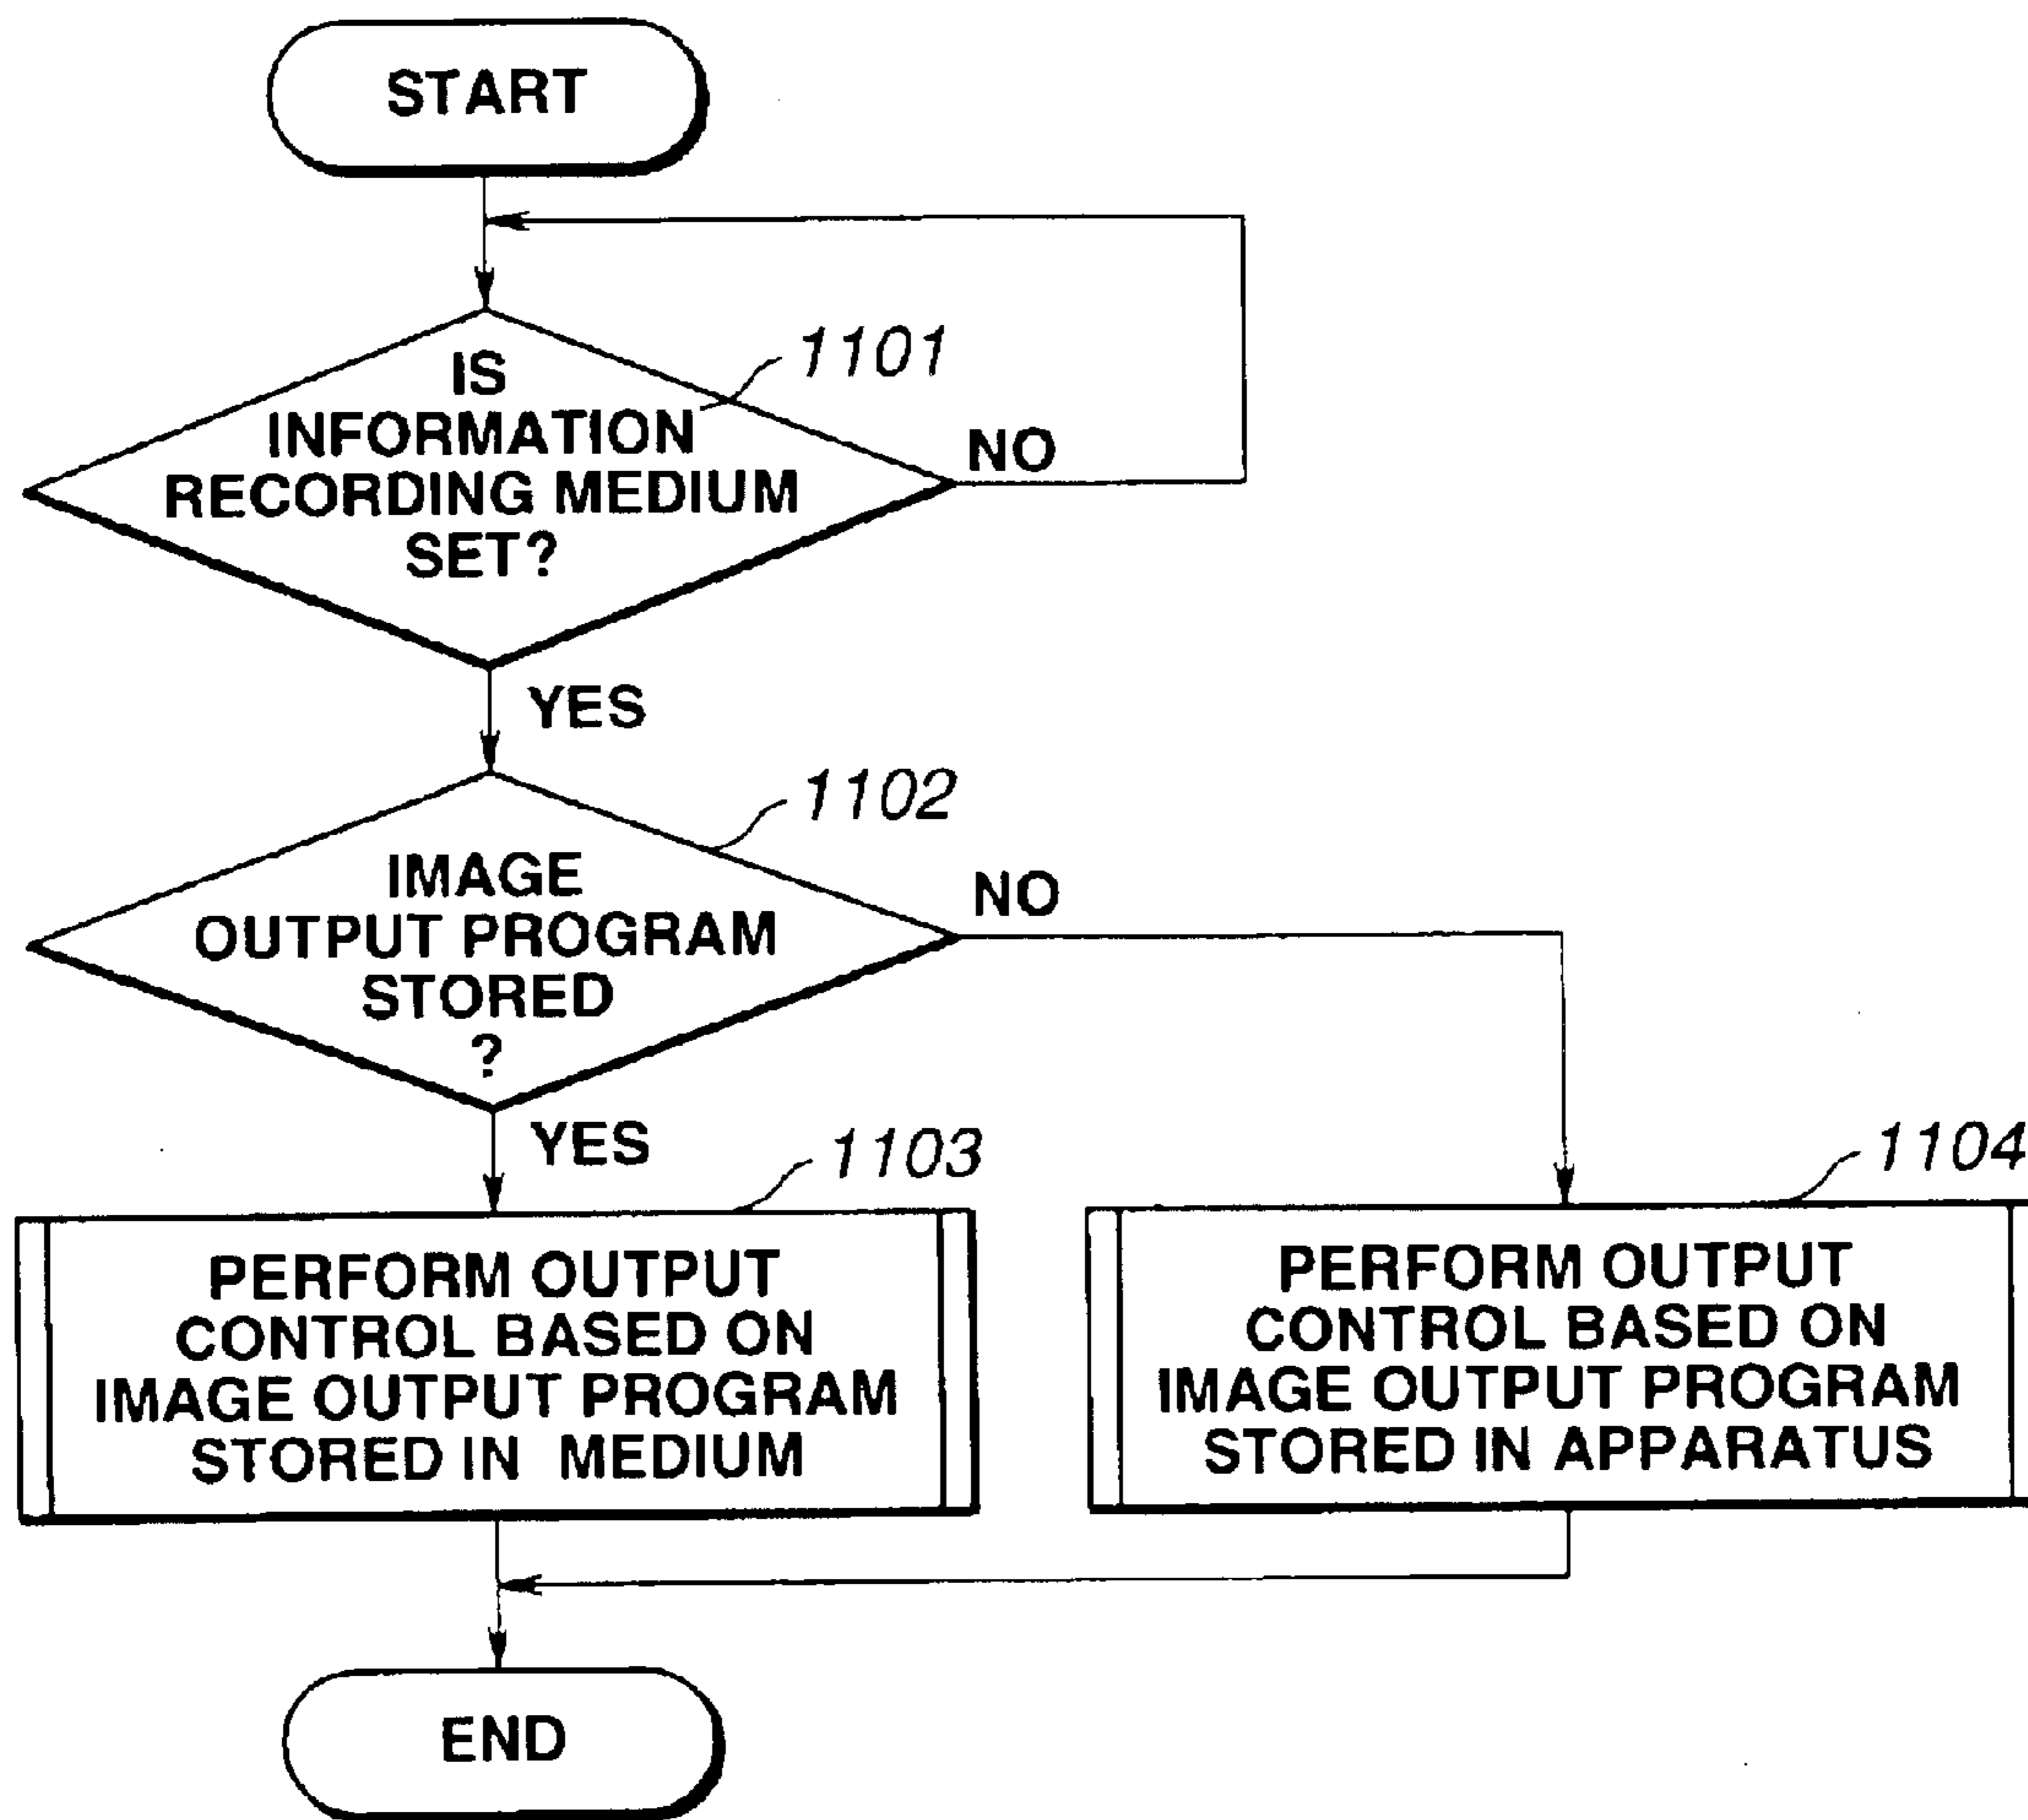 START
1101
IS
INFORMATION
RECORDING MEDIUM
SET?
NO
YES
1102
IMAGE
OUTPUT PROGRAM
STORED
?
NO
YES
1103
PERFORM OUTPUT
CONTROL BASED ON
IMAGE OUTPUT PROGRAM
STORED IN MEDIUM
1104
PERFORM OUTPUT
CONTROL BASED ON
IMAGE OUTPUT PROGRAM
STORED IN APPARATUS
END